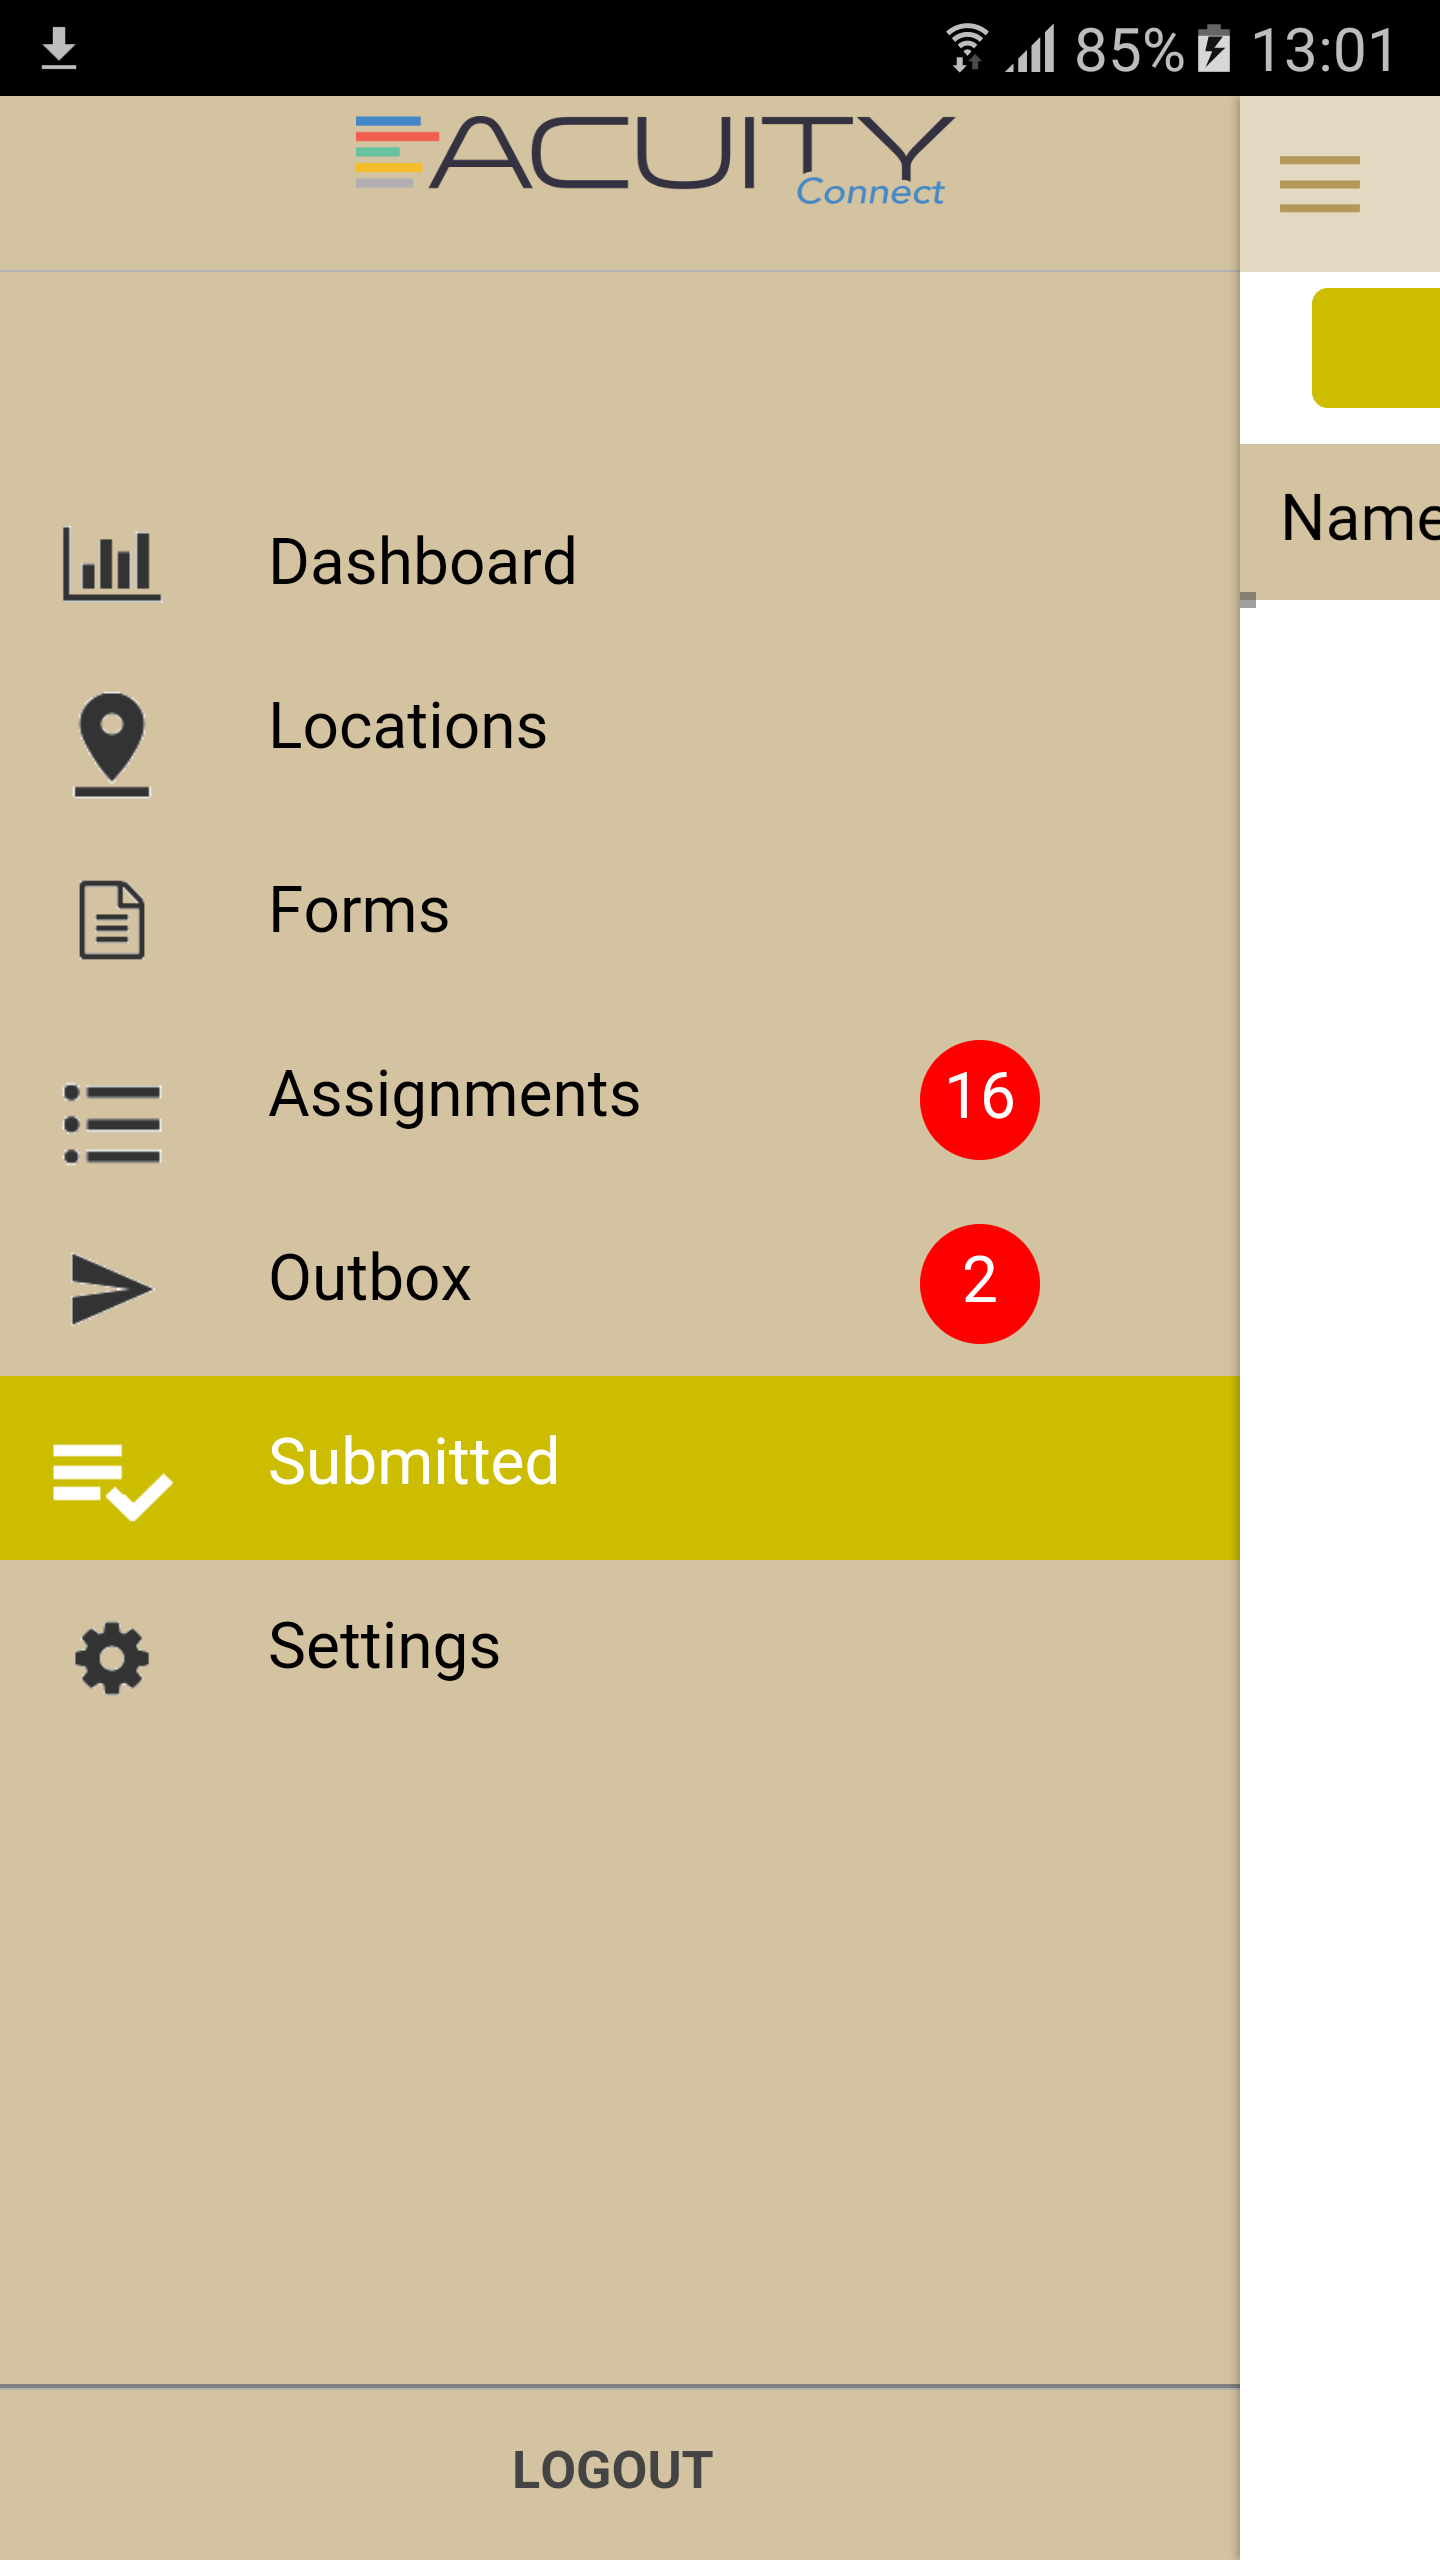 85% 13:01
ACUITY
Connect
Name
Dashboard
Locations
Forms
Assignments 16
Outbox 2
Submitted
Settings
LOGOUT